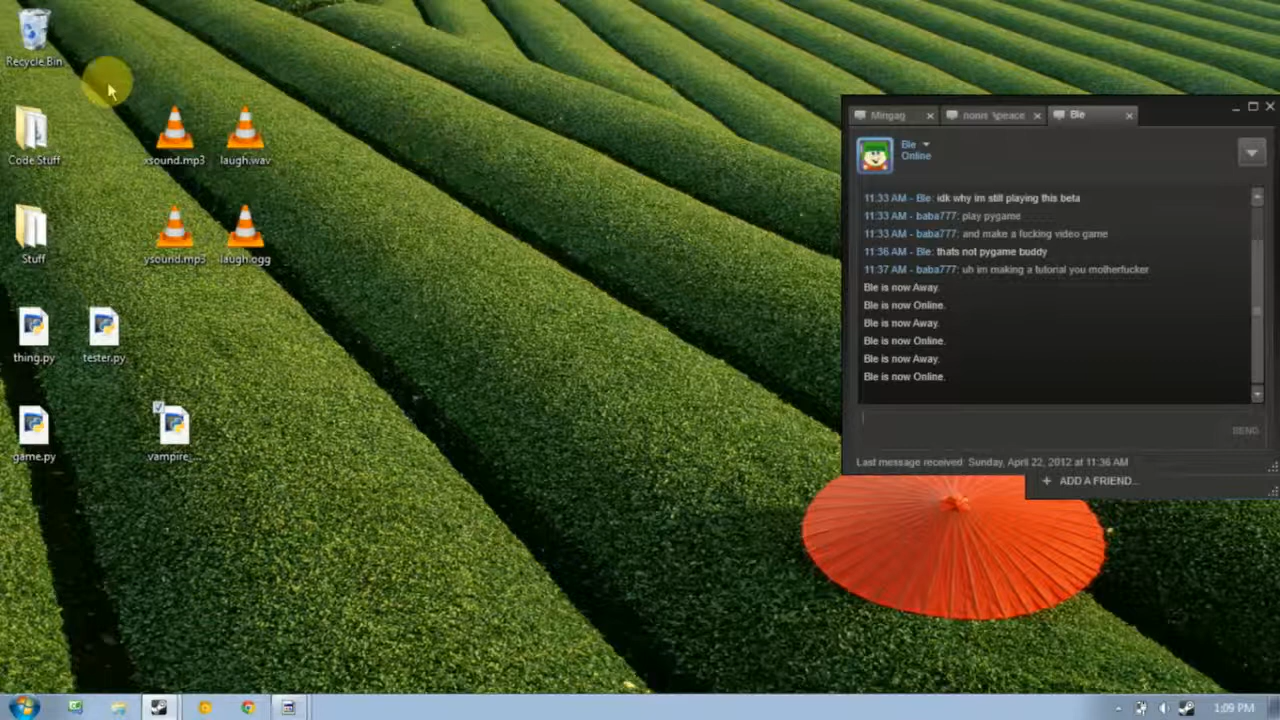 Recycle Bin
Code Stuff
xsound.mp3
laugh.wav
Stuff
ysound.mp3
laugh.ogg
thing.py
tester.py
game.py
vampire_...
Mingag
Ble
Ble
Online
11:33 AM - Ble: idk why im still playing this beta
11:33 AM - baba777: play pygame
11:33 AM - baba777: and make a fucking video game
11:36 AM - Ble: thats not pygame buddy
11:37 AM - baba777: uh im making a tutorial you motherfucker
Ble is now Away.
Ble is now Online.
Ble is now Away.
Ble is now Online.
Ble is now Away.
Ble is now Online.
SEND
Last message received: Sunday, April 22, 2012 at 11:36 AM
+ ADD A FRIEND...
1:09 PM